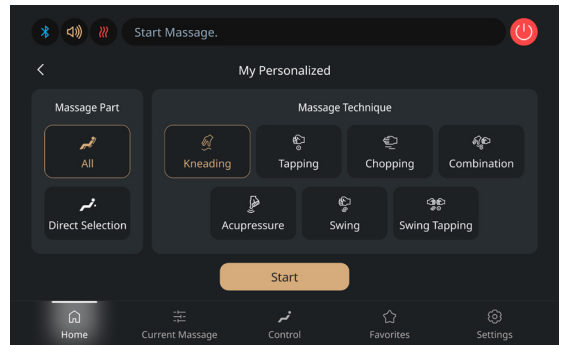 Start Massage.
My Personalized
Massage Part
Massage Technique
All
Kneading
Tapping
Chopping
Combination
Direct Selection
Acupressure
Swing
Swing Tapping
Start
Home
Current Massage
Control
Favorites
Settings